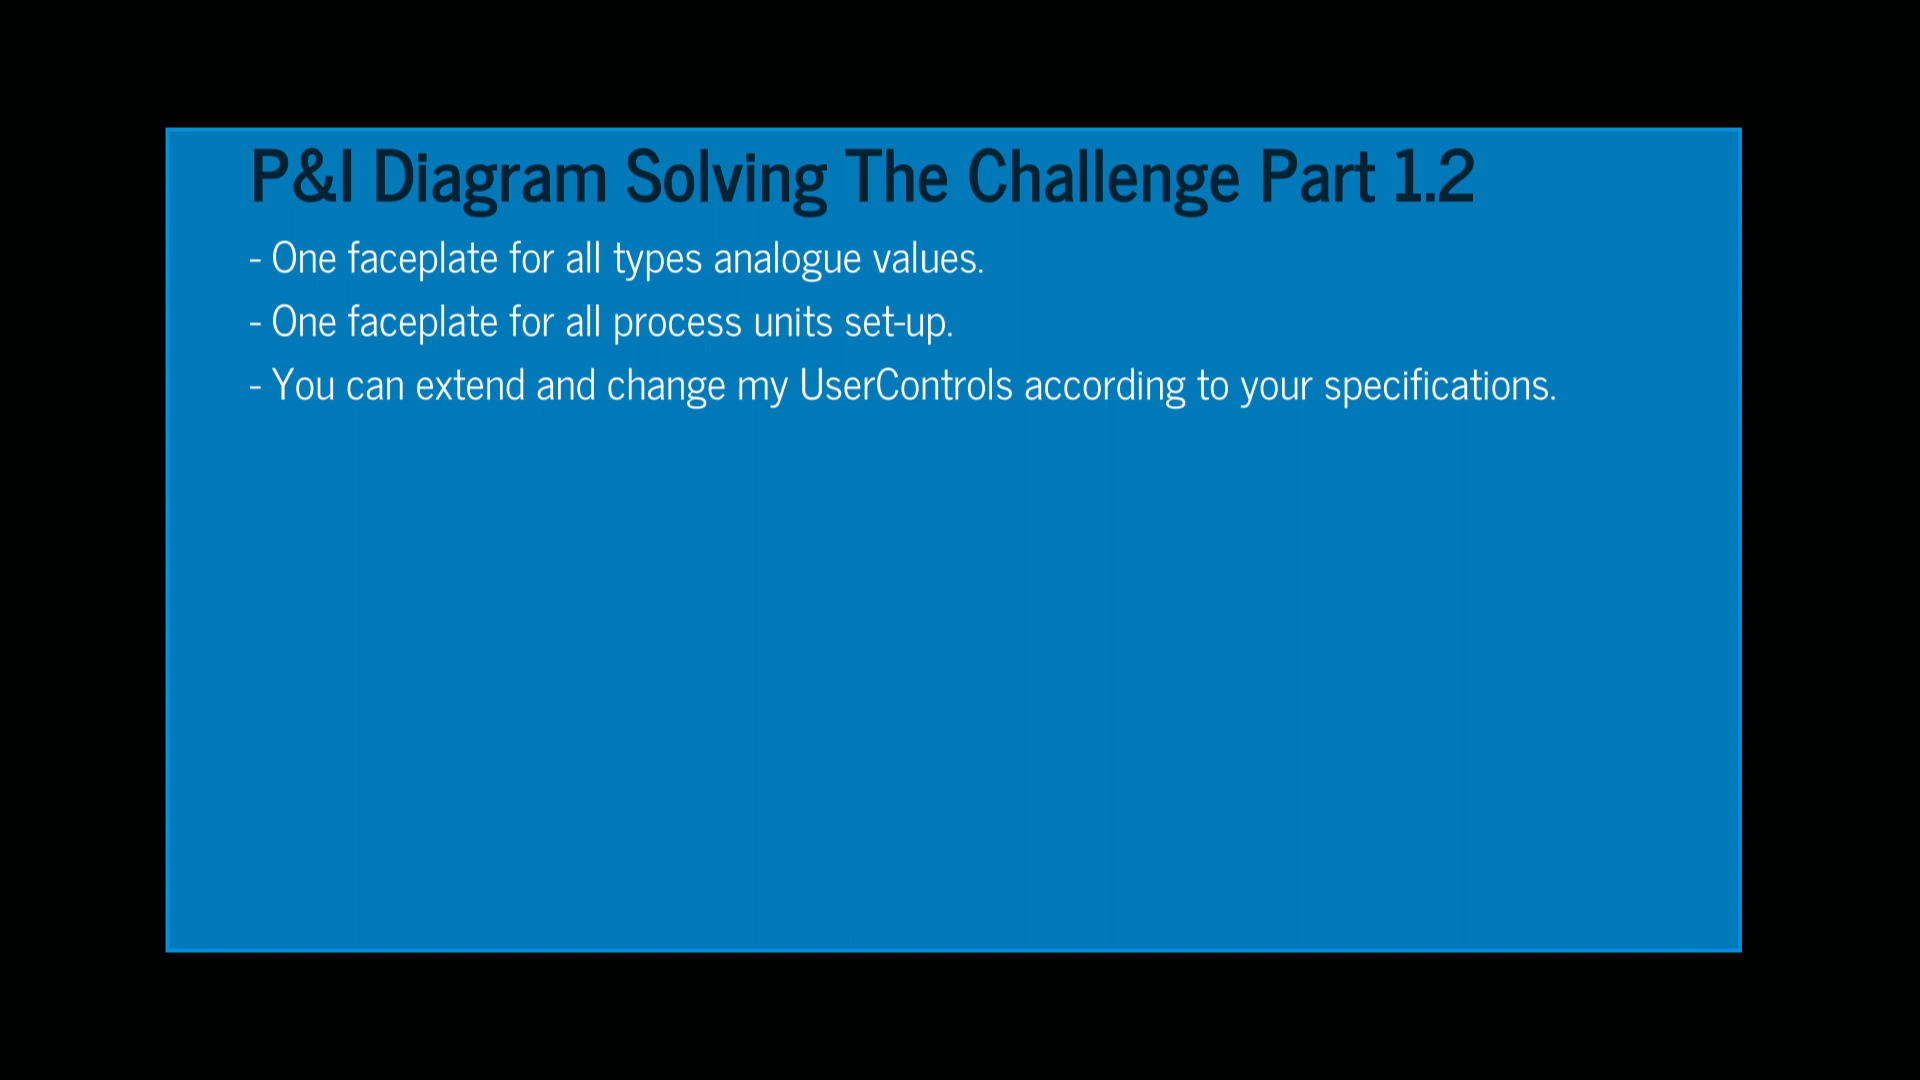 P&I Diagram Solving The Challenge Part 1.2
- One faceplate for all types analogue values.
- One faceplate for all process units set-up.
- You can extend and change my UserControls according to your specifications.